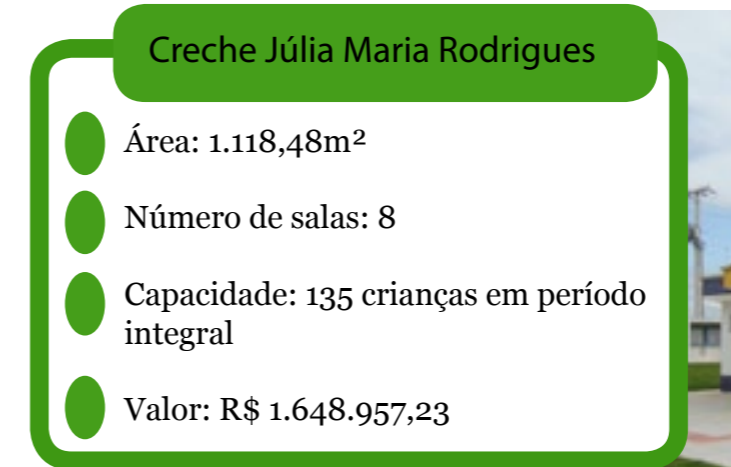 Creche Júlia Maria Rodrigues
Área: 1.118,48m²
Número de salas: 8
Capacidade: 135 crianças em período
integral
Valor: R$ 1.648.957,23